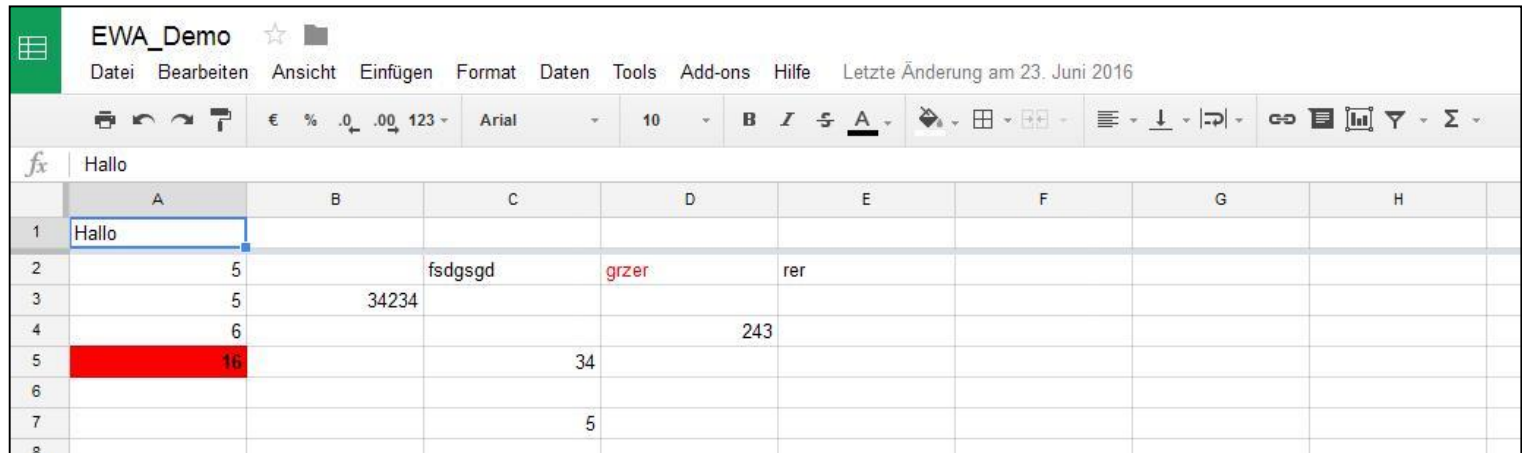 EWA_Demo
Datei Bearbeiten Ansicht Einfügen Format Daten Tools Add-ons Hilfe Letzte Änderung am 23. Juni 2016
€ % .0 .00 123 Arial 10 B I S A Σ
fx Hallo
A B C D E F G H
1 Hallo
2 5 fsdgsgd grzer rer
3 5 34234
4 6 243
5 16 34
6
7 5
8